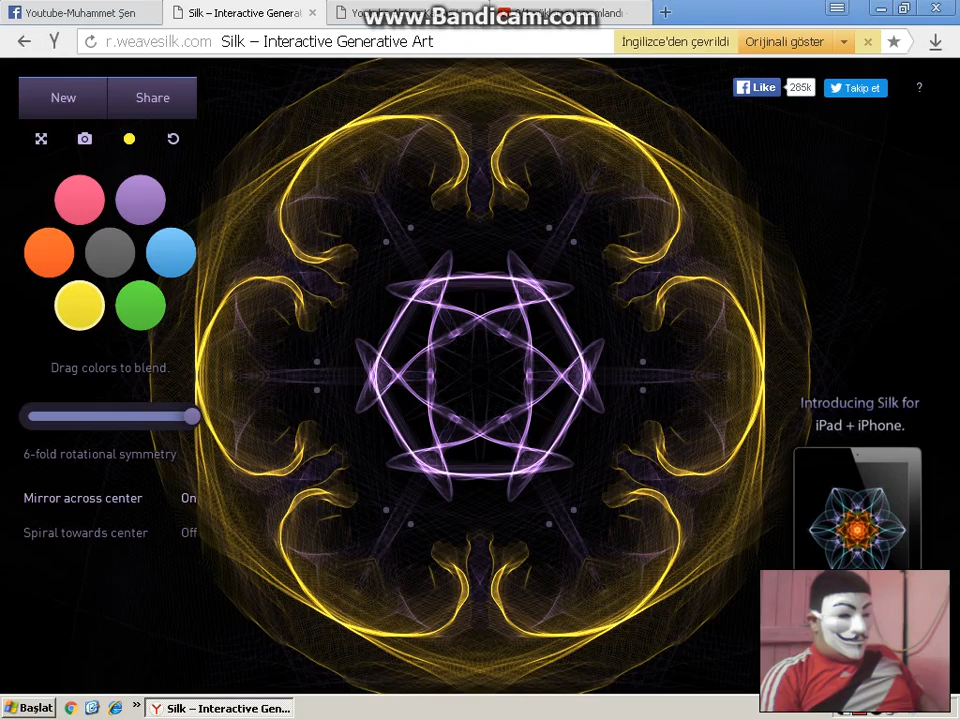 www.Bandicam.com
Youtube-Muhammet Şen
Silk – Interactive Genera
r.weavesilk.com Silk – Interactive Generative Art
İngilizce'den çevrildi
Orijinali göster
New
Share
Like
285k
Takip et
?
Drag colors to blend.
6-fold rotational symmetry
Mirror across center On
Spiral towards center Off
Introducing Silk for
iPad + iPhone.
Başlat
Silk – Interactive Gen...